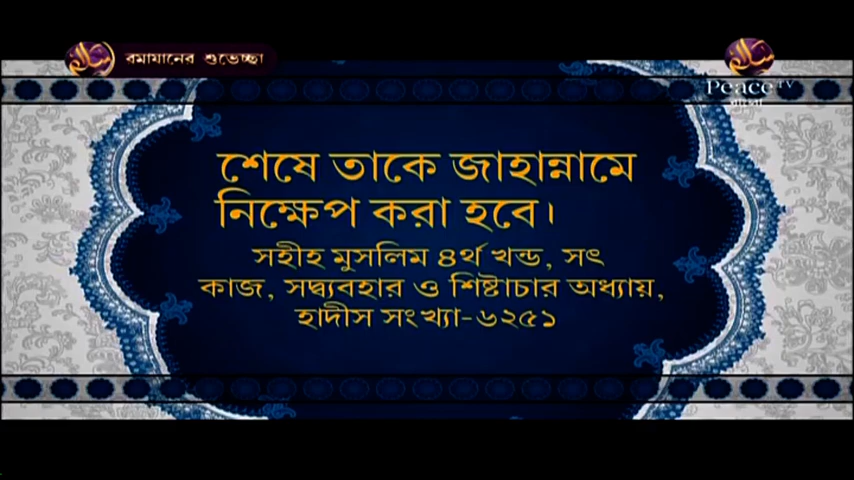 রমাযানের শুভেচ্ছা
Peace TV
বাংলা
শেষে তাকে জাহান্নামে
নিক্ষেপ করা হবে।
সহীহ মুসলিম ৪র্থ খন্ড, সৎ
কাজ, সদ্ব্যবহার ও শিষ্টাচার অধ্যায়,
হাদীস সংখ্যা-৬২৫১